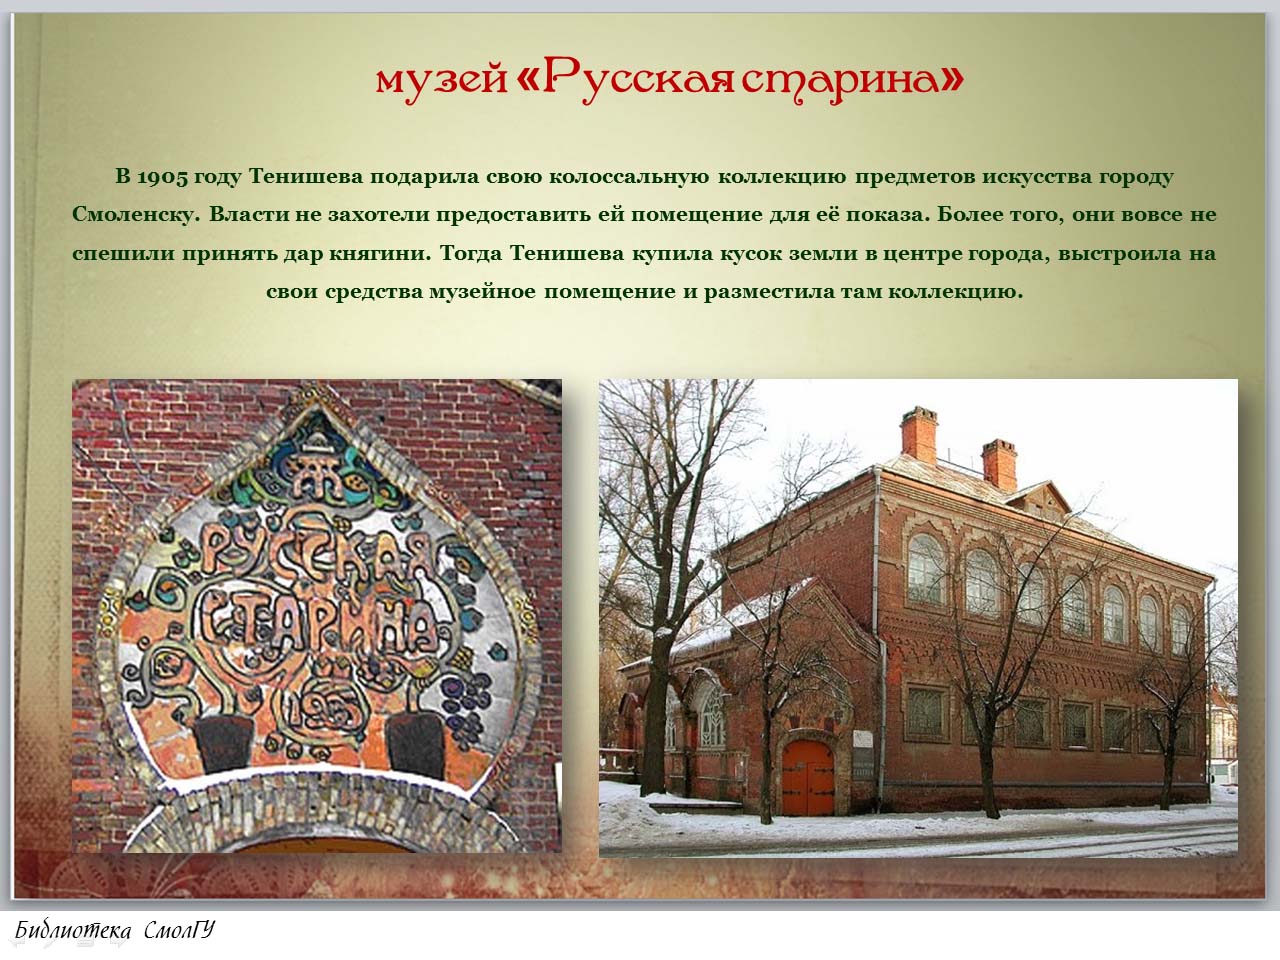 музей «Русская старина»
В 1905 году Тенишева подарила свою колоссальную коллекцию предметов искусства городу
Смоленску. Власти не захотели предоставить ей помещение для её показа. Более того, они вовсе не
спешили принять дар княгини. Тогда Тенишева купила кусок земли в центре города, выстроила на
свои средства музейное помещение и разместила там коллекцию.
РУССКАЯ
СТАРИНА
Библиотека СмолГУ